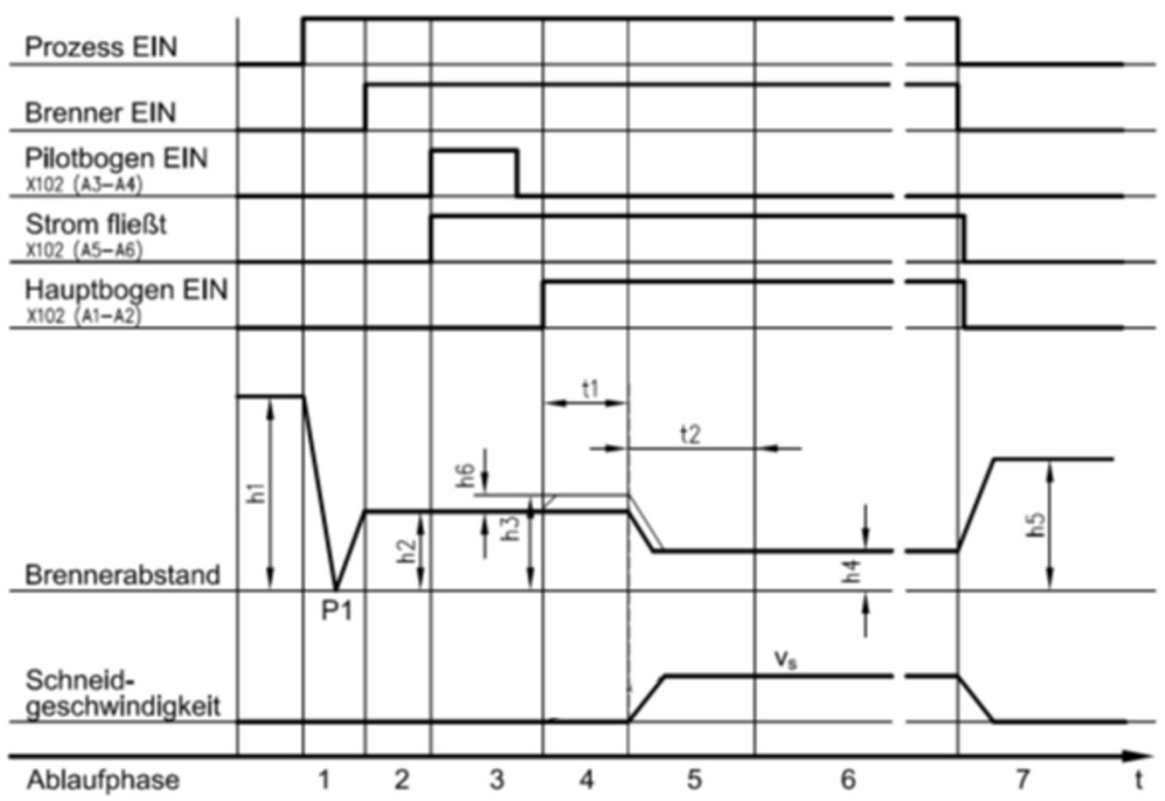 Prozess EIN
Brenner EIN
Pilotbogen EIN
X102 (A3-A4)
Strom fließt
X102 (A5-A6)
Hauptbogen EIN
X102 (A1-A2)
t1
t2
h1
h6
h3
h2
h4
h5
Brennerabstand
P1
vs
Schneid-
geschwindigkeit
Ablaufphase 1 2 3 4 5 6 7 t